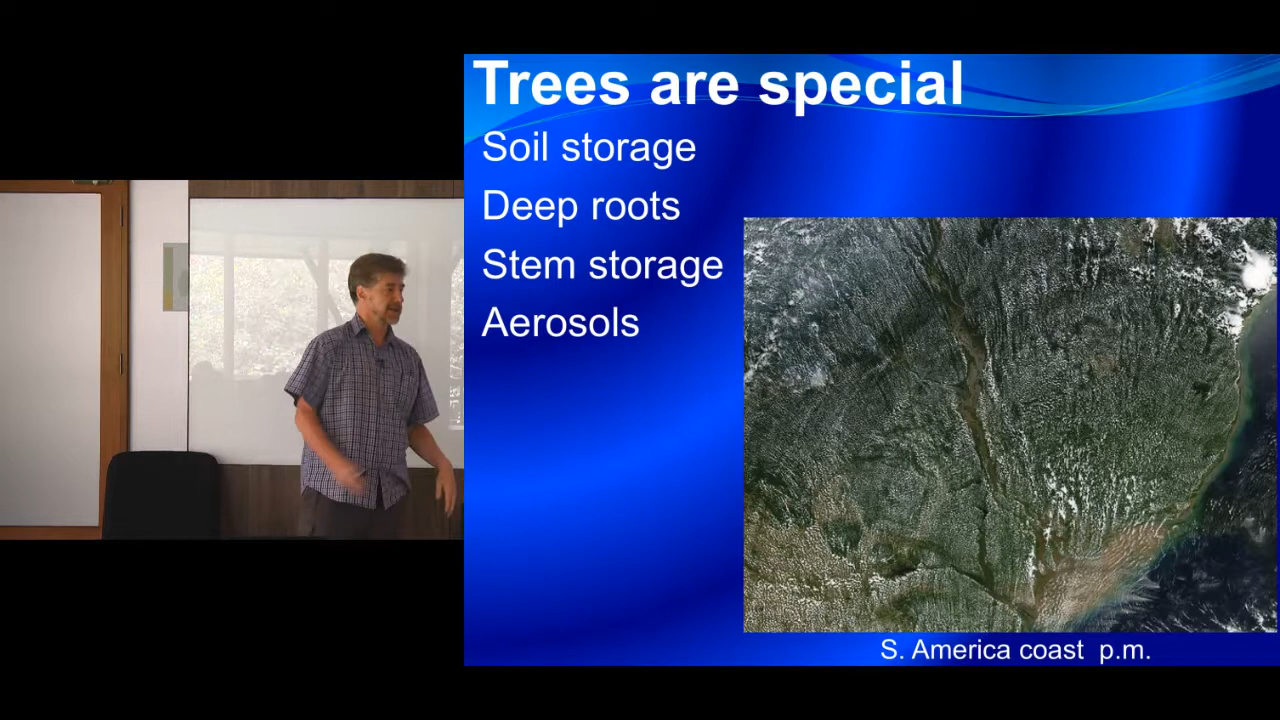 Trees are special
Soil storage
Deep roots
Stem storage
Aerosols
S. America coast p.m.